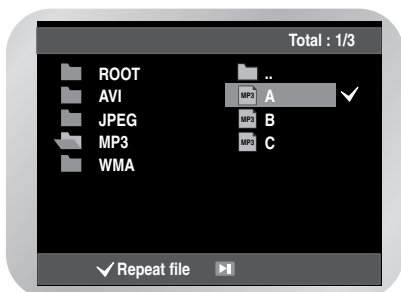 Total : 1/3
ROOT
AVI
JPEG
MP3
WMA
..
MP3 A
MP3 B
MP3 C
Repeat file